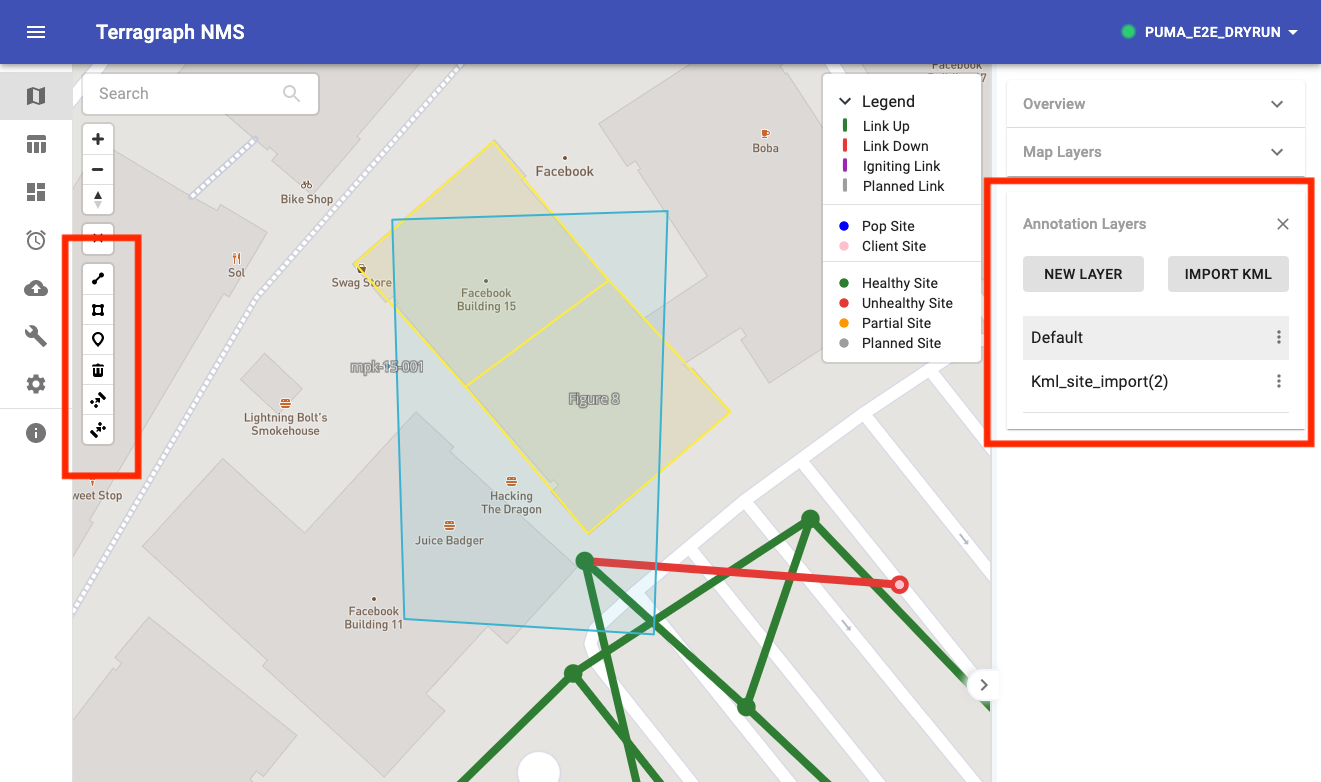 Terragraph NMS
PUMA_E2E_DRYRUN
Search
Facebook
Boba
Facebook
Bike Shop
Sol
Swag Store
Facebook
Building 15
mpk-15-001
Figure 8
Lightning Bolt's
Smokehouse
weet Stop
Hacking
The Dragon
Juice Badger
Facebook
Building 11
Legend
Link Up
Link Down
Igniting Link
Planned Link
Pop Site
Client Site
Healthy Site
Unhealthy Site
Partial Site
Planned Site
Overview
Map Layers
Annotation Layers
NEW LAYER
IMPORT KML
Default
Kml_site_import(2)